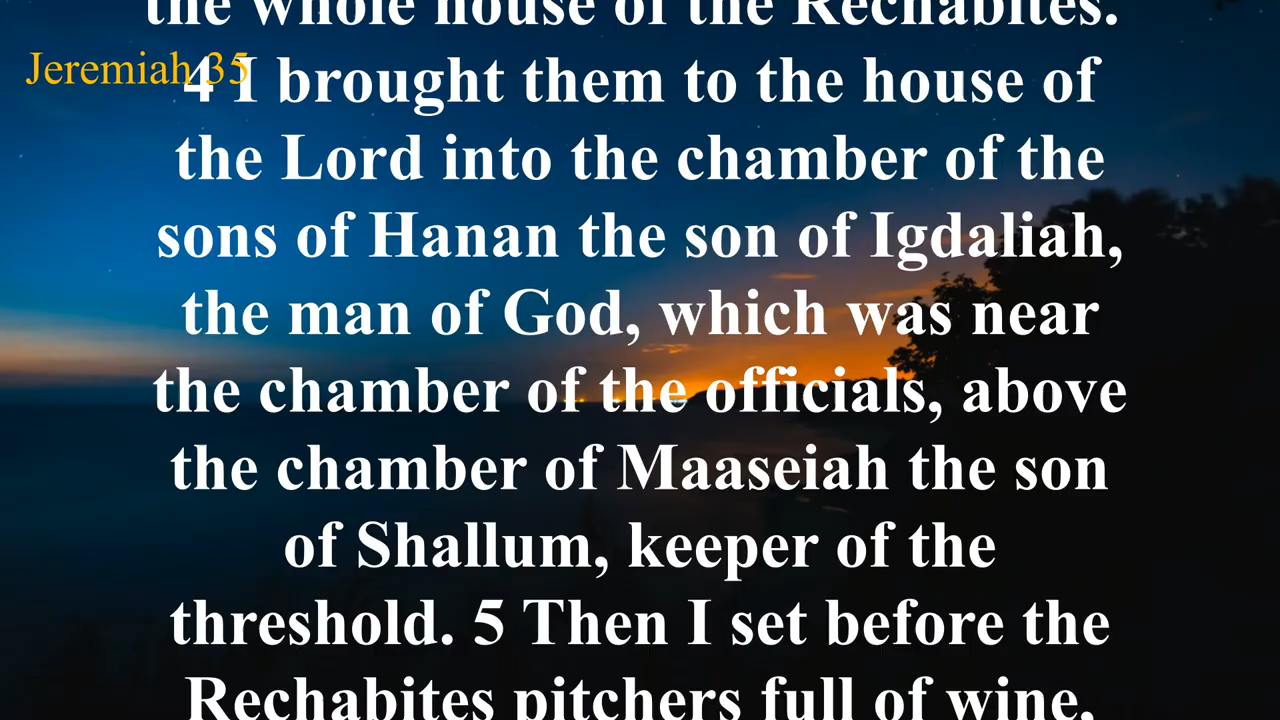 the whole house of the Rechabites.
Jeremiah 35
4 I brought them to the house of
the Lord into the chamber of the
sons of Hanan the son of Igdaliah,
the man of God, which was near
the chamber of the officials, above
the chamber of Maaseiah the son
of Shallum, keeper of the
threshold. 5 Then I set before the
Rechabites pitchers full of wine,